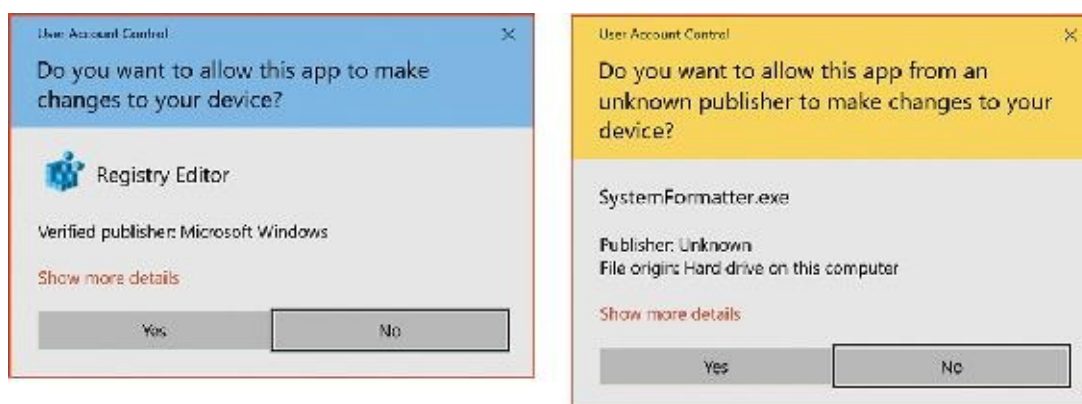 User Account Control
Do you want to allow this app to make
changes to your device?
Registry Editor
Verified publisher: Microsoft Windows
Show more details
Yes
No
User Account Control
Do you want to allow this app from an
unknown publisher to make changes to your
device?
SystemFormatter.exe
Publisher: Unknown
File origin: Hard drive on this computer
Show more details
Yes
No